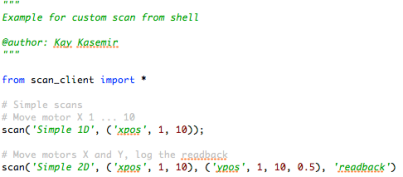 """
Example for custom scan from shell
@author: Kay Kasemir
"""
from scan_client import *
# Simple scans
# Move motor X 1 ... 10
scan('Simple 1D', ('xpos', 1, 10));
# Move motors X and Y, log the readback
scan('Simple 2D', ('xpos', 1, 10), ('ypos', 1, 10, 0.5), 'readback')